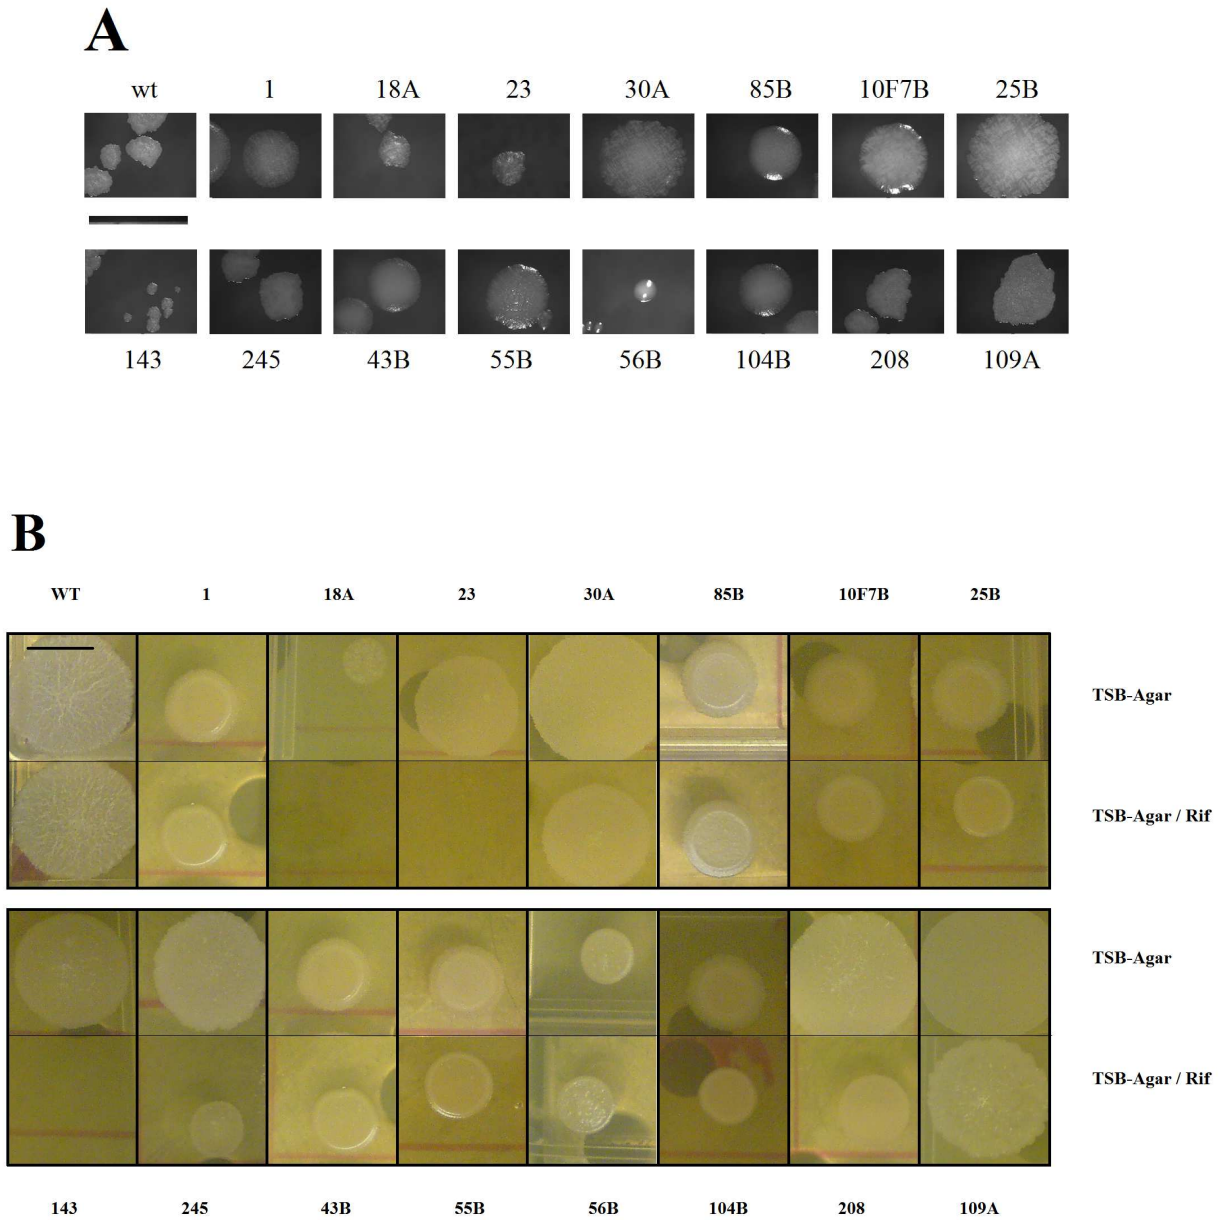 A
wt 1 18A 23 30A 85B 10F7B 25B
143 245 43B 55B 56B 104B 208 109A
B
WT 1 18A 23 30A 85B 10F7B 25B
TSB-Agar
TSB-Agar / Rif
TSB-Agar
TSB-Agar / Rif
143 245 43B 55B 56B 104B 208 109A